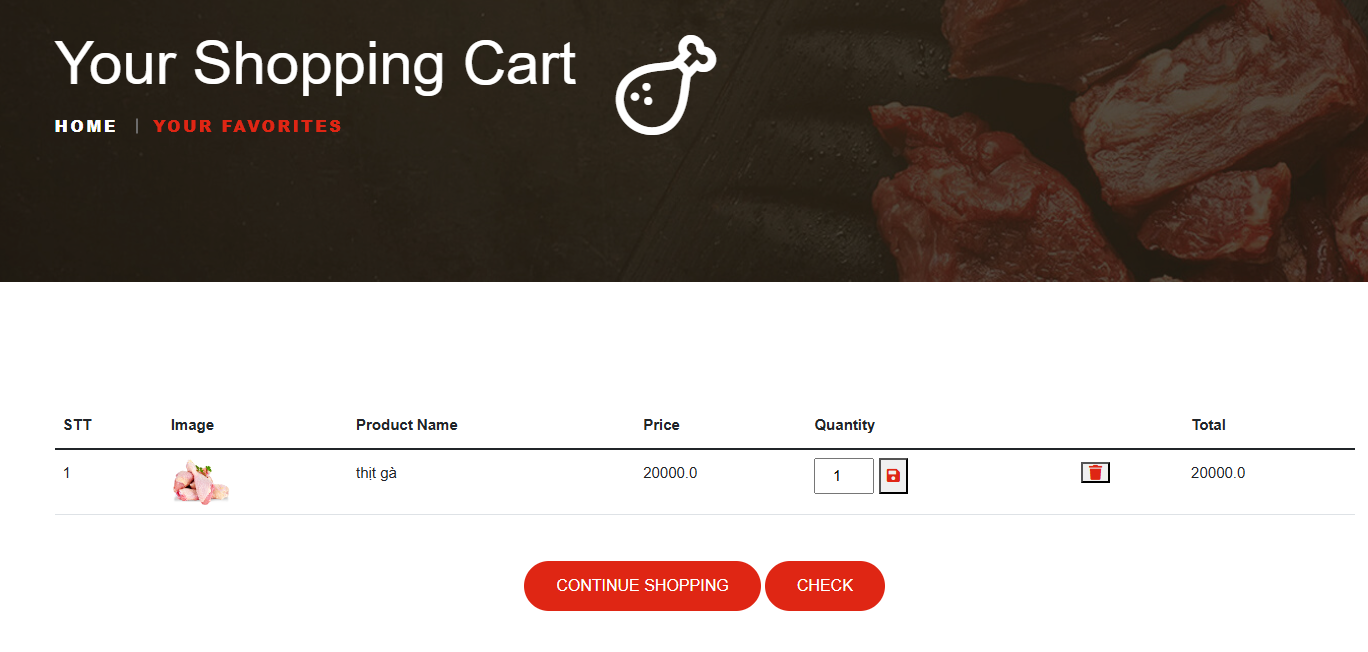 Your Shopping Cart
HOME | YOUR FAVORITES
STT Image Product Name Price Quantity Total
1 thịt gà 20000.0 1 20000.0
CONTINUE SHOPPING CHECK